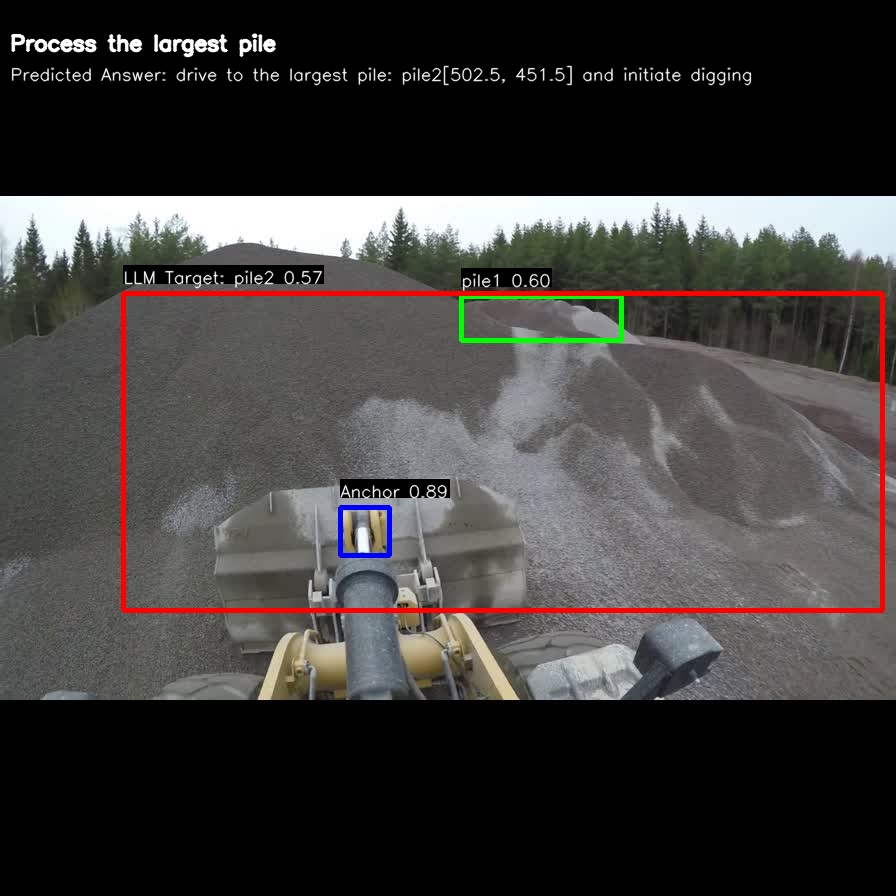 Process the largest pile
Predicted Answer: drive to the largest pile: pile2[502.5, 451.5] and initiate digging
LLM Target: pile2 0.57
pile1 0.60
Anchor 0.89